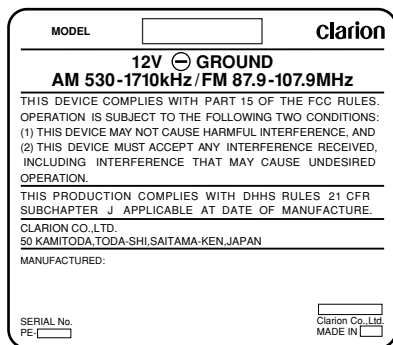 MODEL clarion
12V ⊖ GROUND
AM 530-1710kHz/FM 87.9-107.9MHz
THIS DEVICE COMPLIES WITH PART 15 OF THE FCC RULES.
OPERATION IS SUBJECT TO THE FOLLOWING TWO CONDITIONS:
(1) THIS DEVICE MAY NOT CAUSE HARMFUL INTERFERENCE, AND
(2) THIS DEVICE MUST ACCEPT ANY INTERFERENCE RECEIVED,
INCLUDING INTERFERENCE THAT MAY CAUSE UNDESIRED
OPERATION.
THIS PRODUCTION COMPLIES WITH DHHS RULES 21 CFR
SUBCHAPTER J APPLICABLE AT DATE OF MANUFACTURE.
CLARION CO.,LTD.
50 KAMITODA,TODA-SHI,SAITAMA-KEN,JAPAN
MANUFACTURED:
SERIAL No.
PE-
Clarion Co.,Ltd.
MADE IN